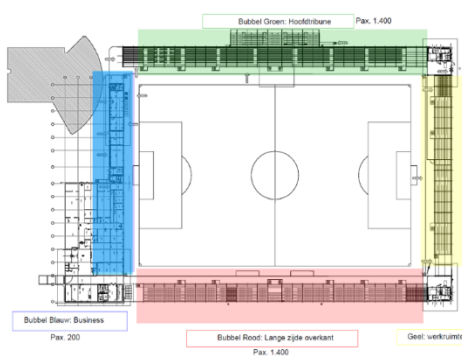 Bubbel Groen: Hoofdtribune Pax. 1.400
Bubbel Blauw: Business
Pax. 200
Bubbel Rood: Lange zijde overkant
Pax. 1.400
Geel: werkruimte